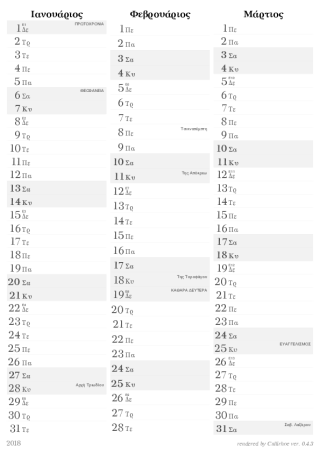 Ιανουάριος
1 Δε ΠΡΩΤΟΧΡΟΝΙΑ
2 Τρ
3 Τε
4 Πε
5 Πα
6 Σα ΘΕΟΦΑΝΙΑ
7 Κυ
8 Δε
9 Τρ
10 Τε
11 Πε
12 Πα
13 Σα
14 Κυ
15 Δε
16 Τρ
17 Τε
18 Πε
19 Πα
20 Σα
21 Κυ
22 Δε
23 Τρ
24 Τε
25 Πε
26 Πα
27 Σα
28 Κυ Αρχή Τριωδίου
29 Δε
30 Τρ
31 Τε
Φεβρουάριος
1 Πε
2 Πα
3 Σα
4 Κυ
5 Δε
6 Τρ
7 Τε
8 Πε Τσικνοπέμπτη
9 Πα
10 Σα
11 Κυ Της Απόκρεω
12 Δε
13 Τρ
14 Τε
15 Πε
16 Πα
17 Σα
18 Κυ Της Τυροφάγου
19 Δε ΚΑΘΑΡΑ ΔΕΥΤΕΡΑ
20 Τρ
21 Τε
22 Πε
23 Πα
24 Σα
25 Κυ
26 Δε
27 Τρ
28 Τε
Μάρτιος
1 Πε
2 Πα
3 Σα
4 Κυ
5 Δε
6 Τρ
7 Τε
8 Πε
9 Πα
10 Σα
11 Κυ
12 Δε
13 Τρ
14 Τε
15 Πε
16 Πα
17 Σα
18 Κυ
19 Δε
20 Τρ
21 Τε
22 Πε
23 Πα
24 Σα
25 Κυ ΕΥΑΓΓΕΛΙΣΜΟΣ
26 Δε
27 Τρ
28 Τε
29 Πε
30 Πα
31 Σα Σαβ. Λαζάρου
2018
rendered by Calirhoe ver. 0.4.3